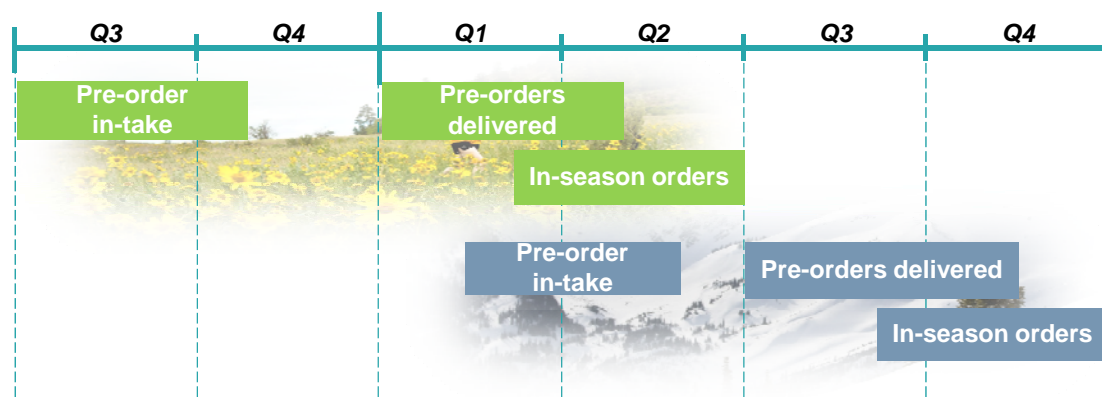 Q3 Q4 Q1 Q2 Q3 Q4
Pre-order
in-take
Pre-orders
delivered
In-season orders
Pre-order
in-take
Pre-orders delivered
In-season orders